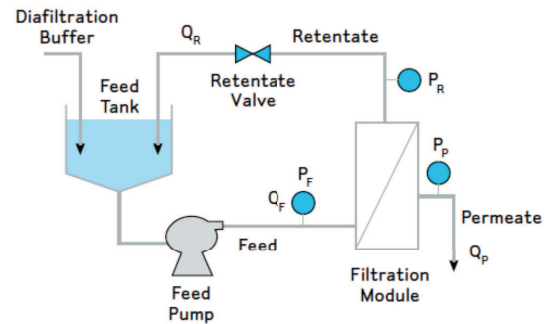 Diafiltration
Buffer
Feed
Tank
Q_R
Retentate
Retentate
Valve
P_R
P_P
P_F
Q_F
Feed
Permeate
Q_P
Feed
Pump
Filtration
Module